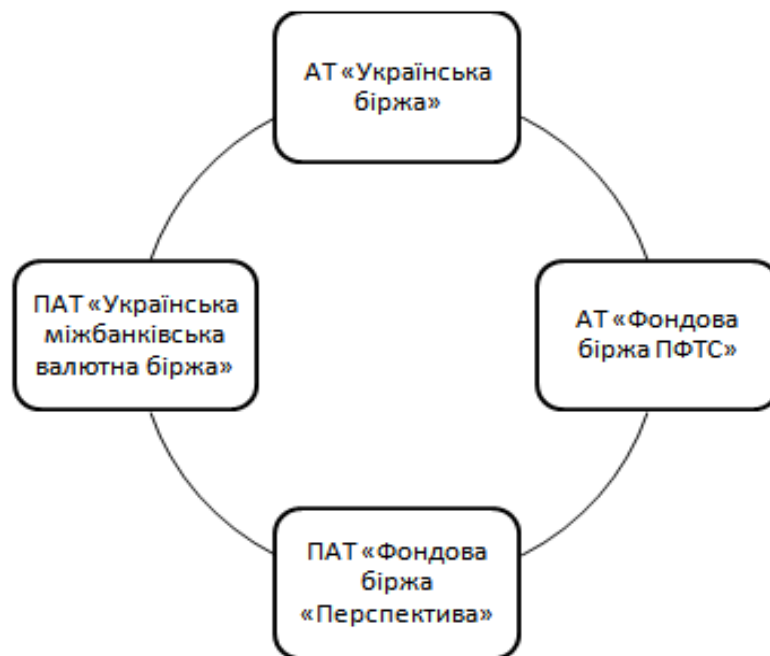 АТ «Українська
біржа»
ПАТ «Українська
міжбанківська
валютна біржа»
АТ «Фондова
біржа ПФТС»
ПАТ «Фондова
біржа
«Перспектива»